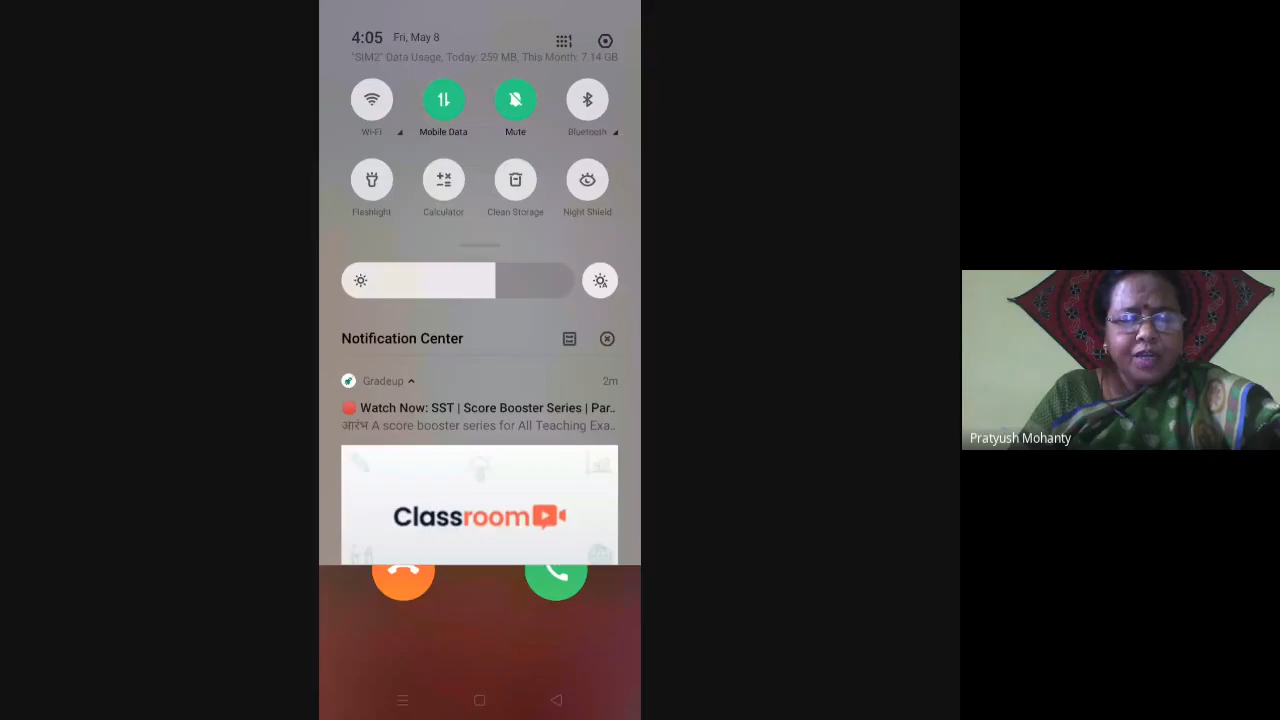 4:05 Fri, May 8
"SIM2" Data Usage, Today: 259 MB, This Month: 7.14 GB
Wi-Fi Mobile Data Mute Bluetooth
Flashlight Calculator Clean Storage Night Shield
Notification Center
Gradeup 2m
Watch Now: SST | Score Booster Series | Par..
आरंभ A score booster series for All Teaching Exa..
Classroom
Pratyush Mohanty